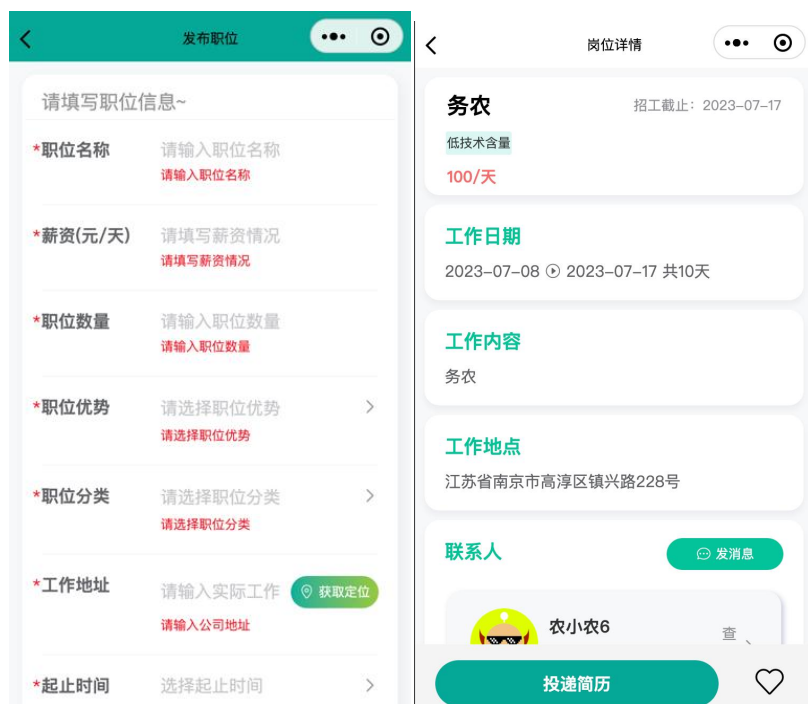 发布职位
请填写职位信息~
*职位名称 请输入职位名称
请输入职位名称
*薪资(元/天) 请填写薪资情况
请填写薪资情况
*职位数量 请输入职位数量
请输入职位数量
*职位优势 请选择职位优势
请选择职位优势
*职位分类 请选择职位分类
请选择职位分类
*工作地址 请输入实际工作 获取定位
请输入公司地址
*起止时间 选择起止时间
岗位详情
务农 招工截止：2023-07-17
低技术含量
100/天
工作日期
2023-07-08 2023-07-17 共10天
工作内容
务农
工作地点
江苏省南京市高淳区镇兴路228号
联系人 发消息
农小农6 查
投递简历